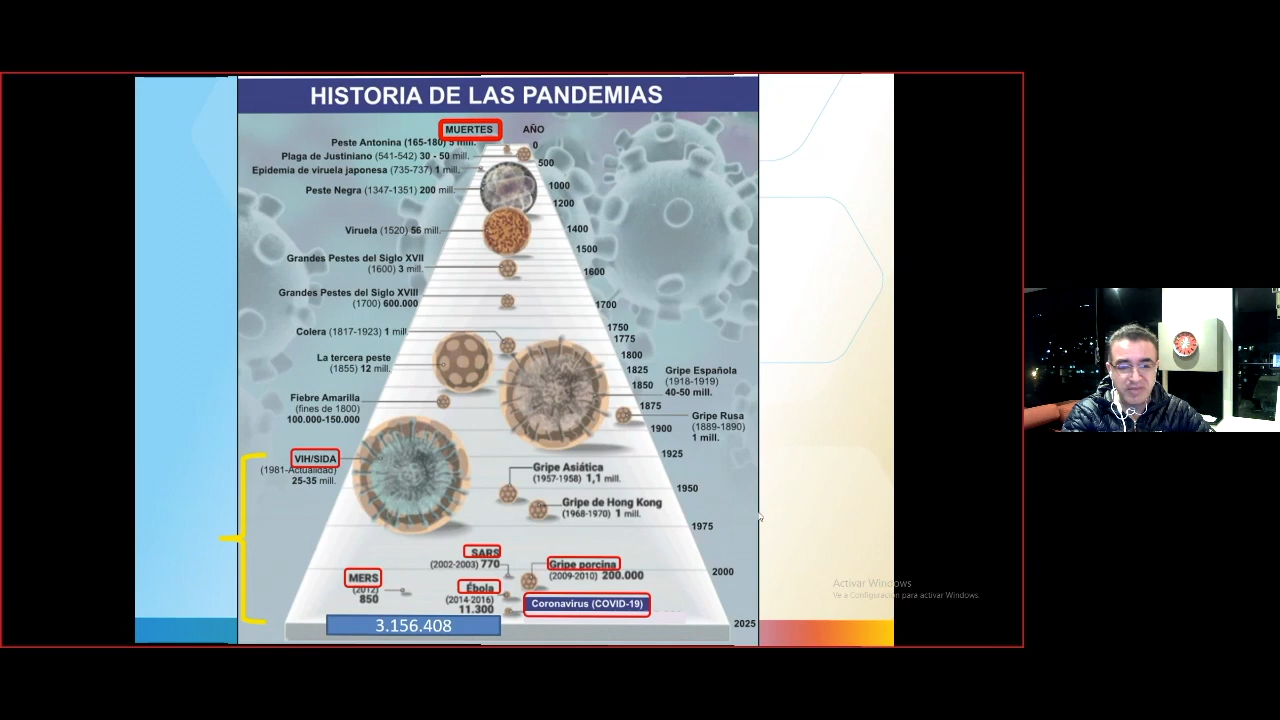 HISTORIA DE LAS PANDEMIAS
MUERTES AÑO
Peste Antonina (165-180) 5 mill.
0
Plaga de Justiniano (541-542) 30 - 50 mill.
500
Epidemia de viruela japonesa (735-737) 1 mill.
Peste Negra (1347-1351) 200 mill.
1000
1200
Viruela (1520) 56 mill.
1400
1500
Grandes Pestes del Siglo XVII
(1600) 3 mill.
1600
Grandes Pestes del Siglo XVIII
(1700) 600.000
1700
1750
Colera (1817-1923) 1 mill.
1775
1800
La tercera peste
(1855) 12 mill.
1825
Gripe Española
(1918-1919)
40-50 mill.
1850
Fiebre Amarilla
(fines de 1800)
100.000-150.000
1875
Gripe Rusa
(1889-1890)
1 mill.
1900
1925
VIH/SIDA
(1981-Actualidad)
25-35 mill.
Gripe Asiática
(1957-1958) 1,1 mill.
1950
Gripe de Hong Kong
(1968-1970) 1 mill.
1975
SARS
(2002-2003) 770
Gripe porcina
(2009-2010) 200.000
2000
MERS
(2012)
850
Ébola
(2014-2016)
11.300
Coronavirus (COVID-19)
3.156.408
2025
Activar Windows
Ve a Configuración para activar Windows.